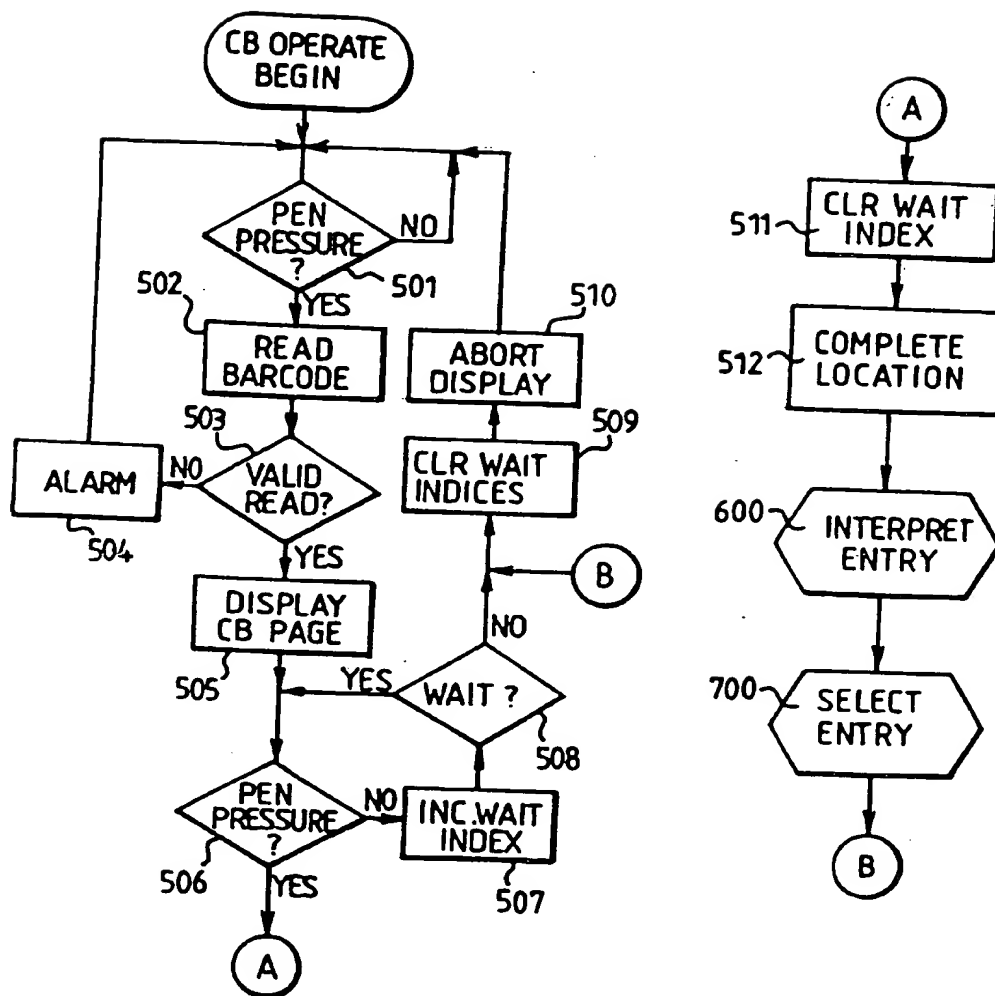 CB OPERATE
BEGIN
PEN
PRESSURE
?
NO
501
YES
502
READ
BARCODE
503
VALID
READ?
NO
ALARM
504
YES
DISPLAY
CB PAGE
505
PEN
PRESSURE
?
506
NO
YES
A
INC. WAIT
INDEX
507
WAIT ?
508
YES
NO
B
CLR WAIT
INDICES
509
510
ABORT
DISPLAY
A
511
CLR WAIT
INDEX
512
COMPLETE
LOCATION
600
INTERPRET
ENTRY
700
SELECT
ENTRY
B